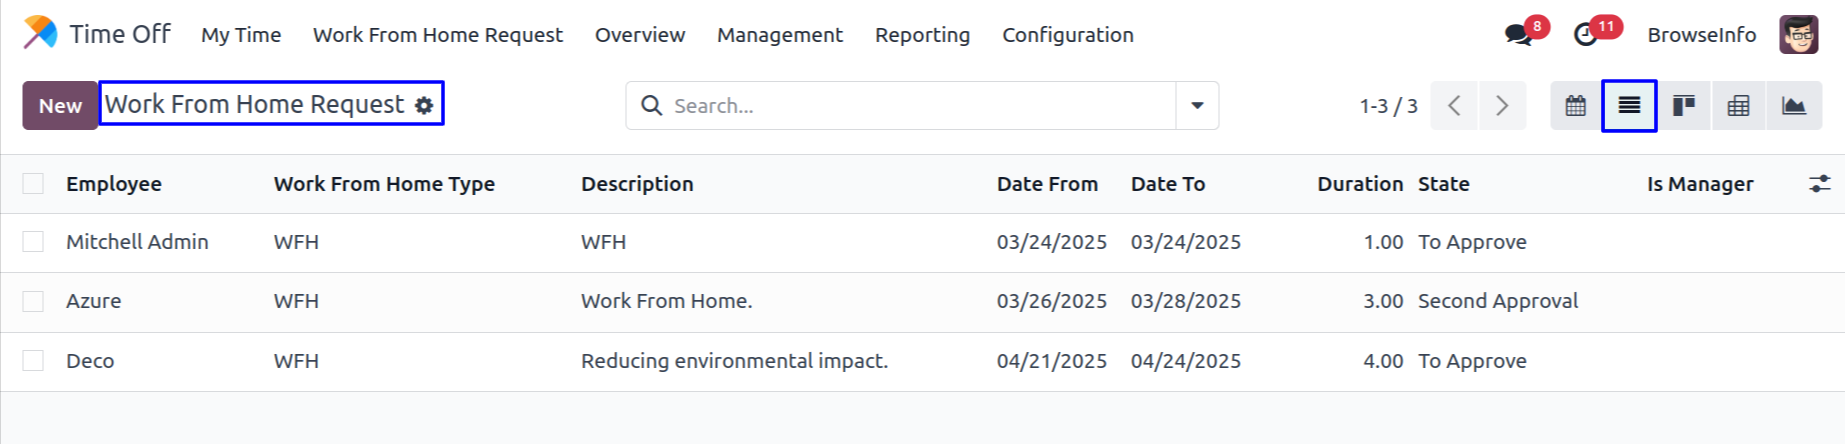 Time Off My Time Work From Home Request Overview Management Reporting Configuration 8 11 BrowseInfo
New Work From Home Request Search... 1-3 / 3
Employee Work From Home Type Description Date From Date To Duration State Is Manager
Mitchell Admin WFH WFH 03/24/2025 03/24/2025 1.00 To Approve
Azure WFH Work From Home. 03/26/2025 03/28/2025 3.00 Second Approval
Deco WFH Reducing environmental impact. 04/21/2025 04/24/2025 4.00 To Approve